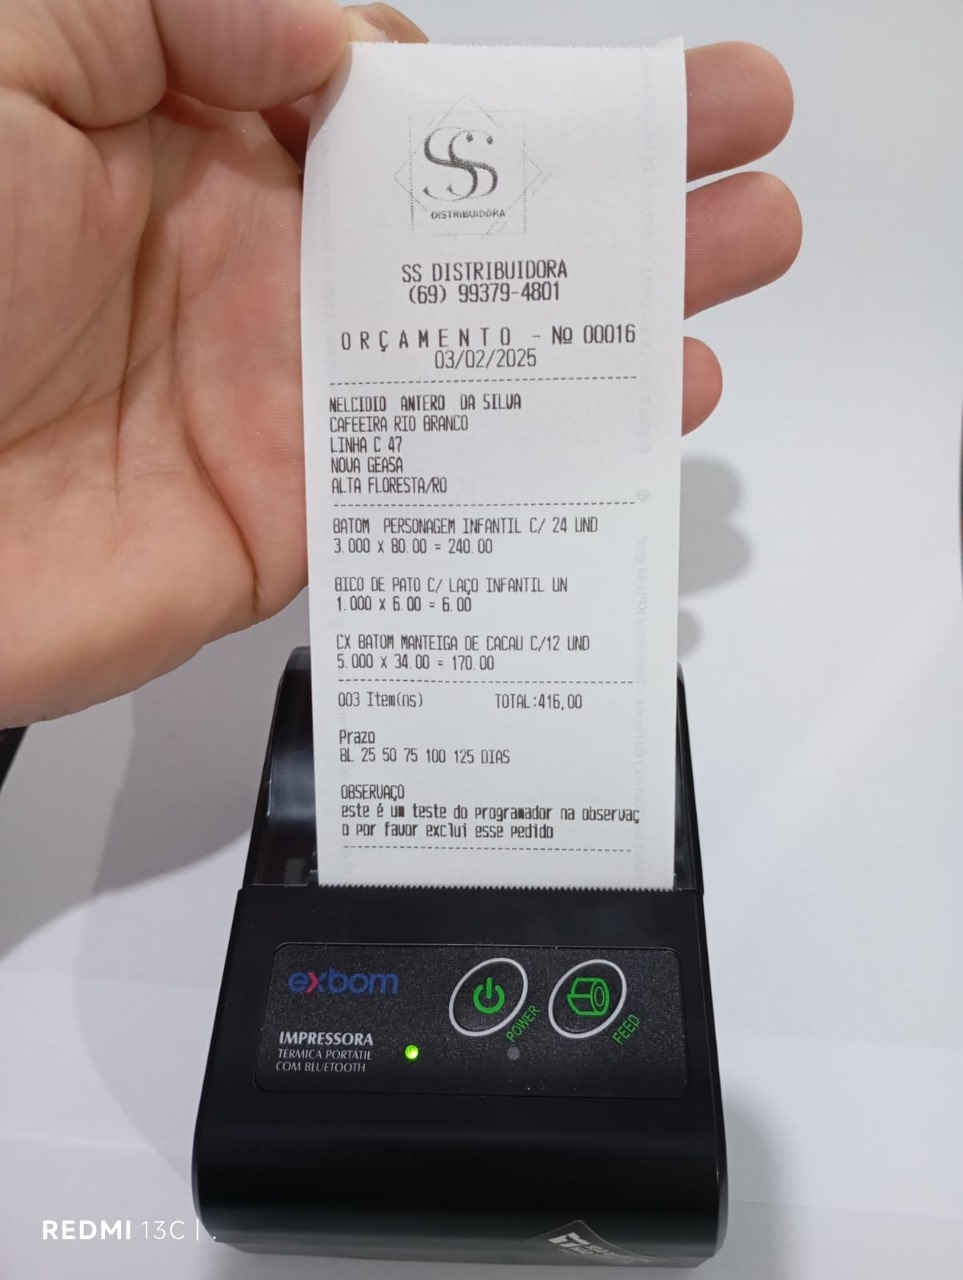 SS
DISTRIBUIDORA
SS DISTRIBUIDORA
(69) 99379-4801
ORÇAMENTO - Nº 00016
03/02/2025
NELCIDIO ANTERO DA SILVA
CAFEEIRA RIO BRANCO
LINHA C 47
NOVA GEASA
ALTA FLORESTA/RO
BATOM PERSONAGEM INFANTIL C/ 24 UND
3.000 X 80.00 = 240.00
BICO DE PATO C/ LAÇO INFANTIL UN
1.000 X 6.00 = 6.00
CX BATOM MANTEIGA DE CACAU C/12 UND
5.000 X 34.00 = 170.00
003 Item(ns) TOTAL:416,00
Prazo
BL 25 50 75 100 125 DIAS
OBSERVAÇO
este é um teste do programador na observaç
o por favor exclui esse pedido
exbom
POWER
FEED
IMPRESSORA
TÉRMICA PORTÁTIL
COM BLUETOOTH
REDMI 13C | .